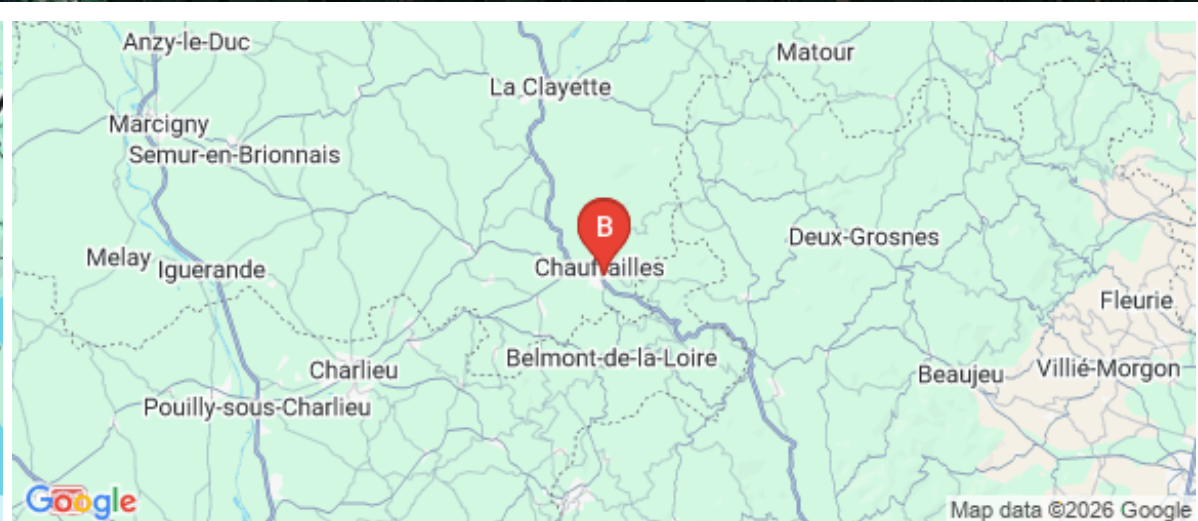 Anzy-le-Duc
Matour
La Clayette
Marcigny
Semur-en-Brionnais
B
Deux-Grosnes
Melay
Iguerande
Chauffailles
Fleurie
Charlieu
Belmont-de-la-Loire
Beaujeu
Villié-Morgon
Pouilly-sous-Charlieu
Google
Map data ©2026 Google